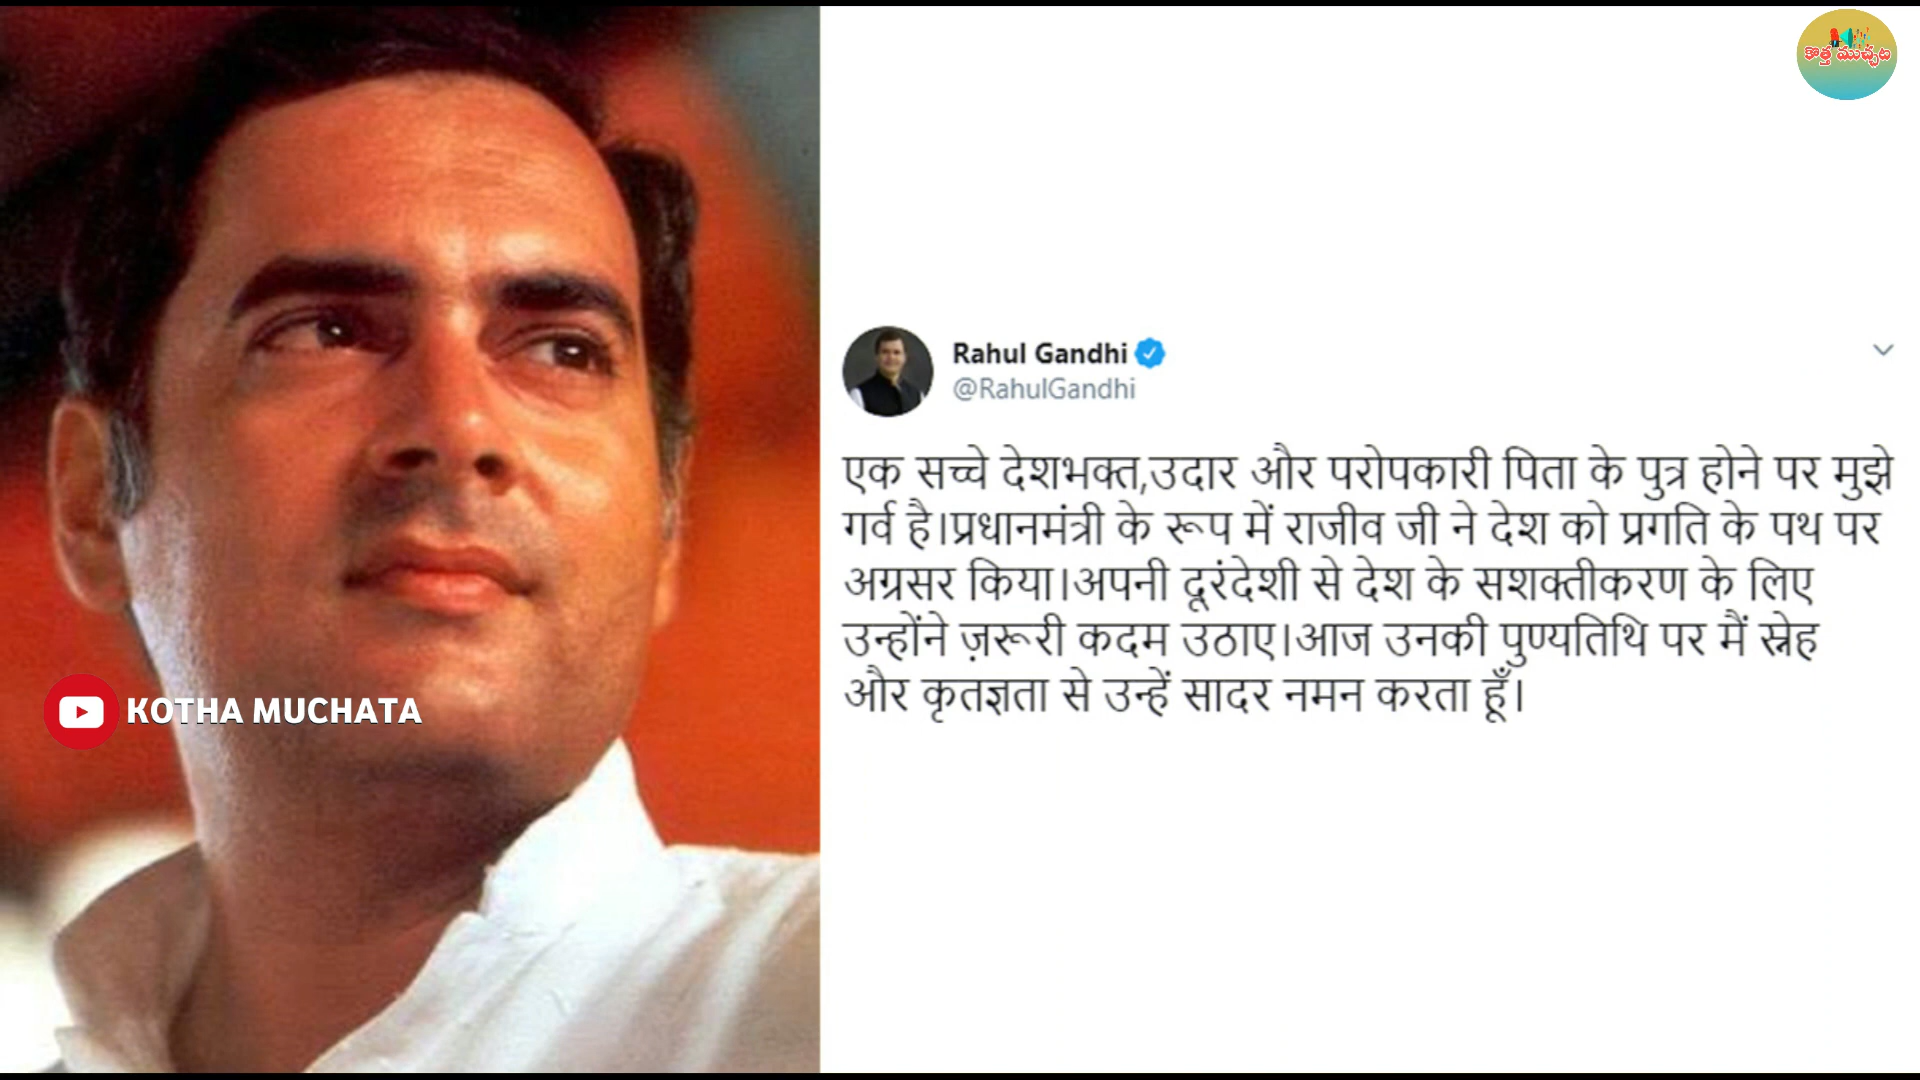 కొత్త ముచ్చట
Rahul Gandhi
@RahulGandhi
एक सच्चे देशभक्त,उदार और परोपकारी पिता के पुत्र होने पर मुझे
गर्व है।प्रधानमंत्री के रूप में राजीव जी ने देश को प्रगति के पथ पर
अग्रसर किया।अपनी दूरंदेशी से देश के सशक्तीकरण के लिए
उन्होंने ज़रूरी कदम उठाए।आज उनकी पुण्यतिथि पर मैं स्नेह
और कृतज्ञता से उन्हें सादर नमन करता हूँ।
KOTHA MUCHATA